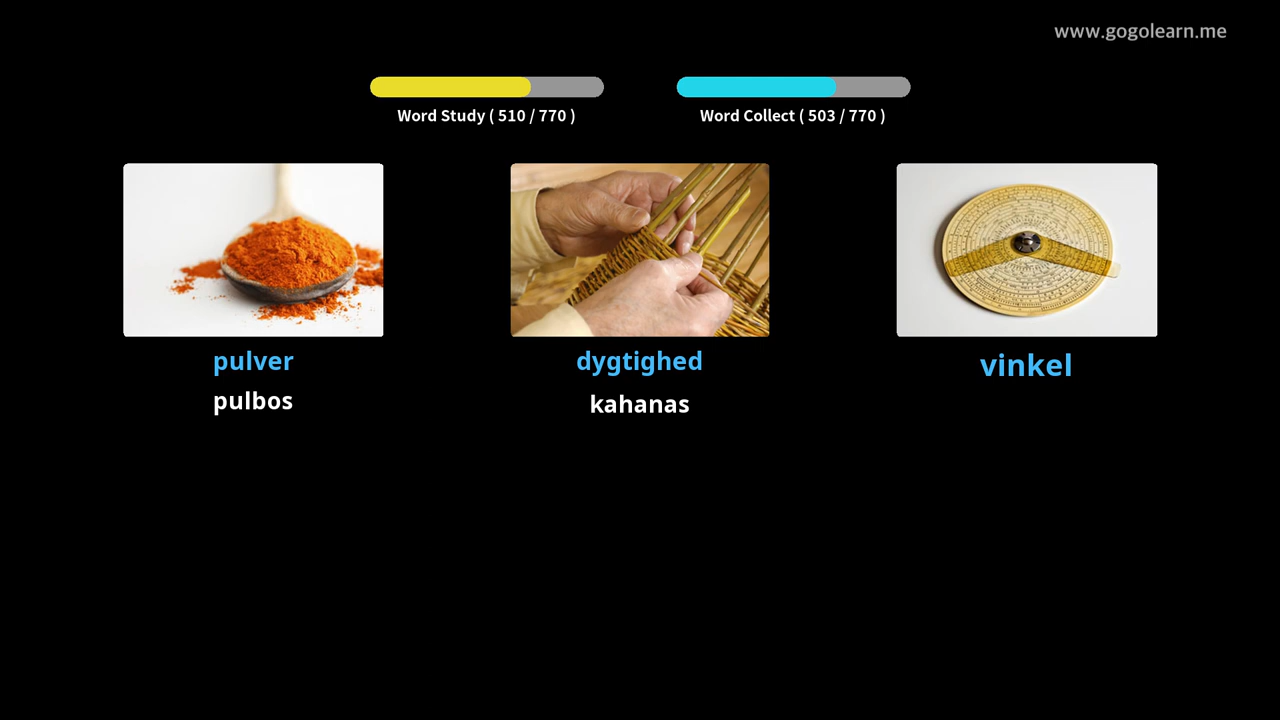 www.gogolearn.me
Word Study ( 510 / 770 )
Word Collect ( 503 / 770 )
pulver
pulbos
dygtighed
kahanas
vinkel